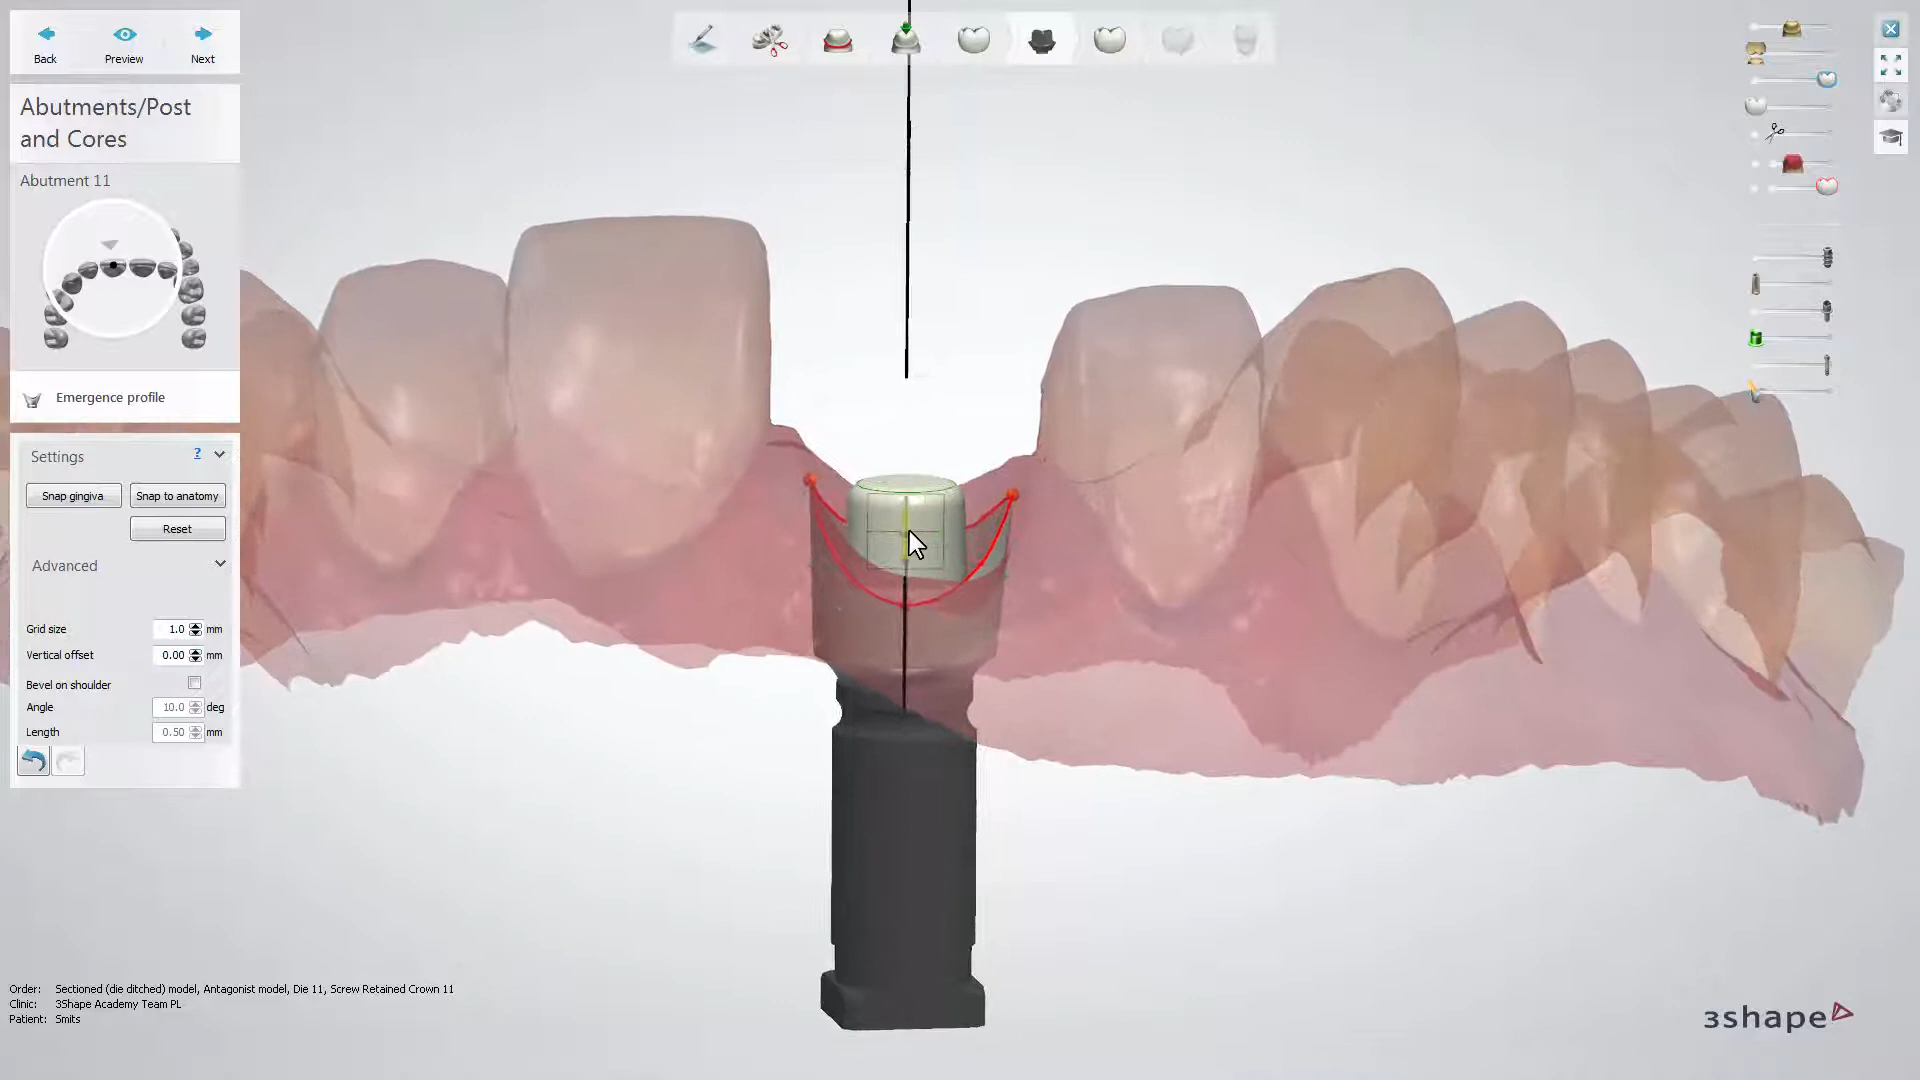 Back
Preview
Next
Abutments/Post
and Cores
Abutment 11
Emergence profile
Settings ?
Snap gingiva
Snap to anatomy
Reset
Advanced
Grid size 1.0 mm
Vertical offset 0.00 mm
Bevel on shoulder
Angle 10.0 deg
Length 0.50 mm
Order: Sectioned (die ditched) model, Antagonist model, Die 11, Screw Retained Crown 11
Clinic: 3Shape Academy Team PL
Patient: Smits
3shape